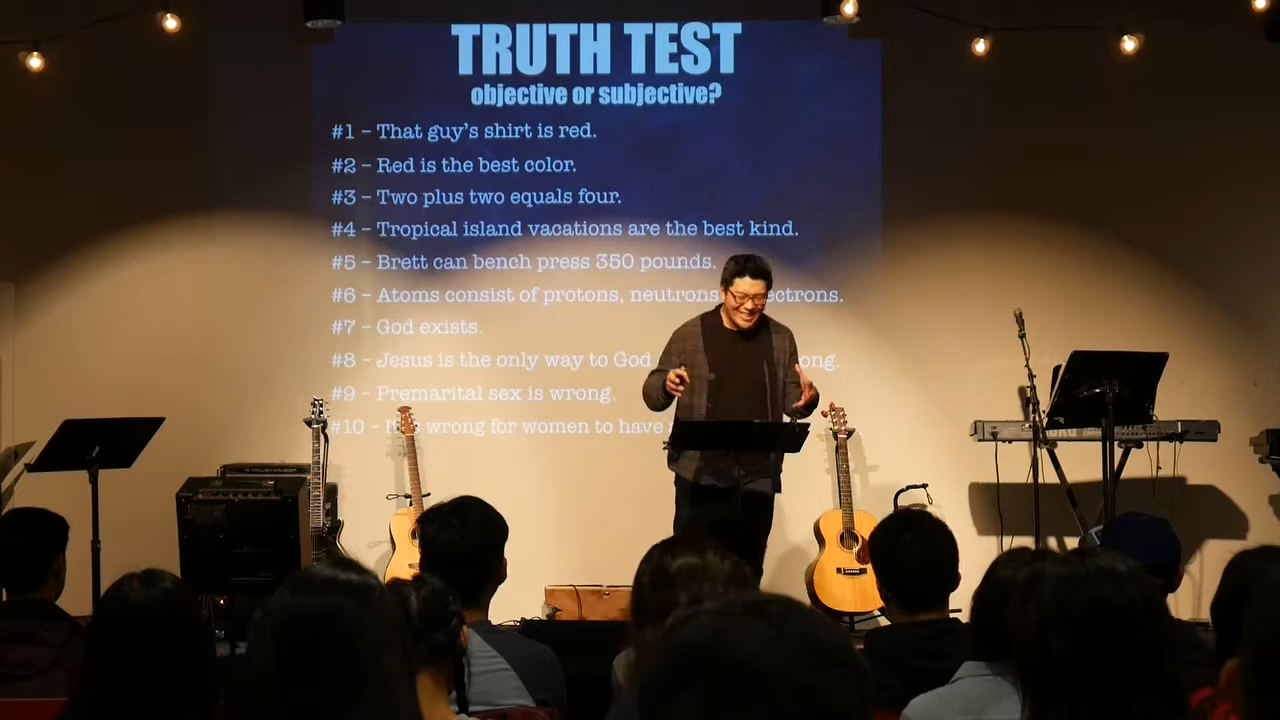 TRUTH TEST
objective or subjective?
#1 – That guy's shirt is red.
#2 – Red is the best color.
#3 – Two plus two equals four.
#4 – Tropical island vacations are the best kind.
#5 – Brett can bench press 350 pounds.
#6 – Atoms consist of protons, neutrons ectrons.
#7 – God exists.
#8 – Jesus is the only way to God ong.
#9 – Premarital sex is wrong.
#10 – wrong for women to have